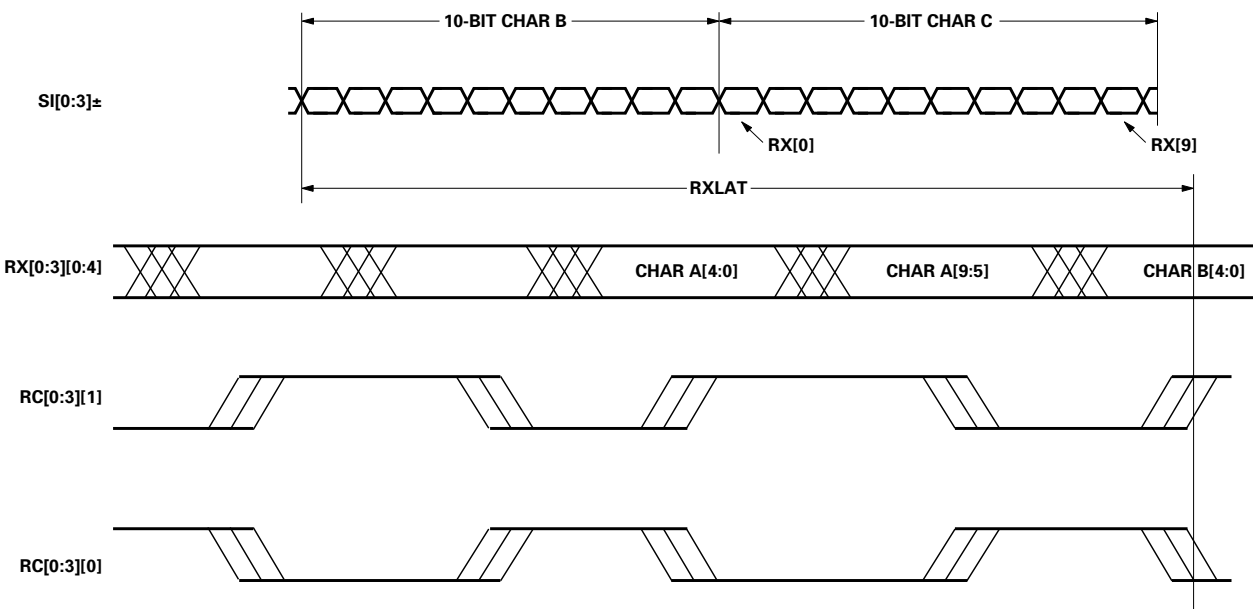 10-BIT CHAR B
10-BIT CHAR C
SI[0:3]±
RX[0]
RX[9]
RXLAT
RX[0:3][0:4]
CHAR A[4:0]
CHAR A[9:5]
CHAR B[4:0]
RC[0:3][1]
RC[0:3][0]